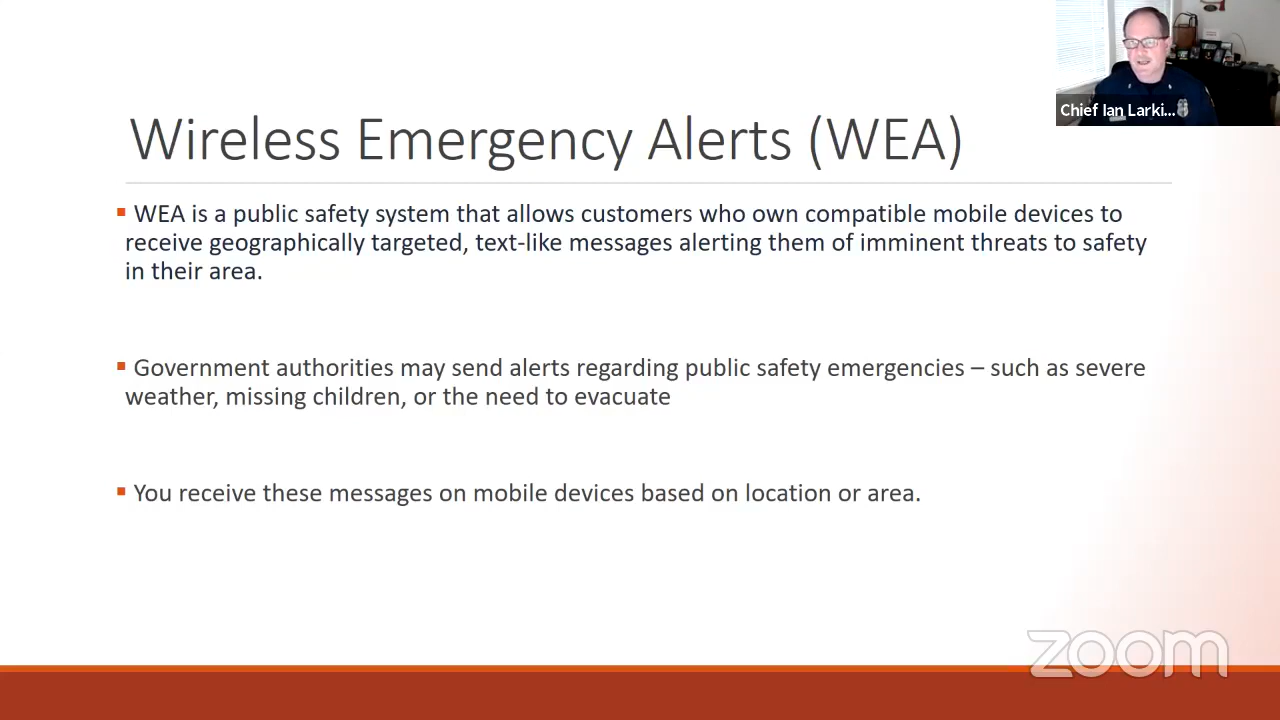 Chief Ian Larki...
Wireless Emergency Alerts (WEA)
▪ WEA is a public safety system that allows customers who own compatible mobile devices to
receive geographically targeted, text-like messages alerting them of imminent threats to safety
in their area.
▪ Government authorities may send alerts regarding public safety emergencies – such as severe
weather, missing children, or the need to evacuate
▪ You receive these messages on mobile devices based on location or area.
zoom